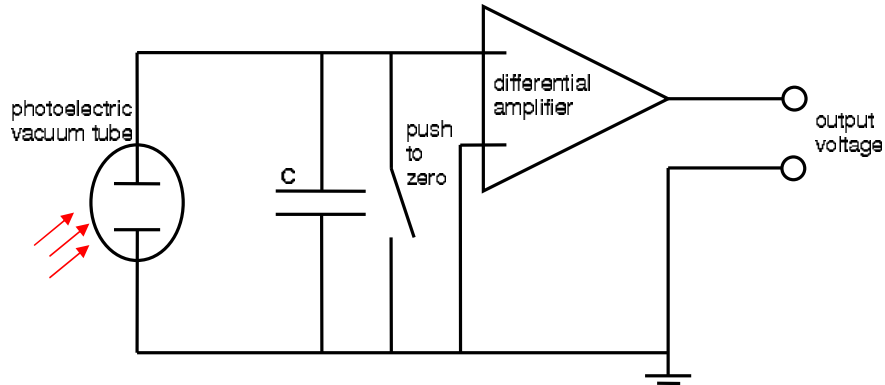 photoelectric
vacuum tube
C
push
to
zero
differential
amplifier
output
voltage